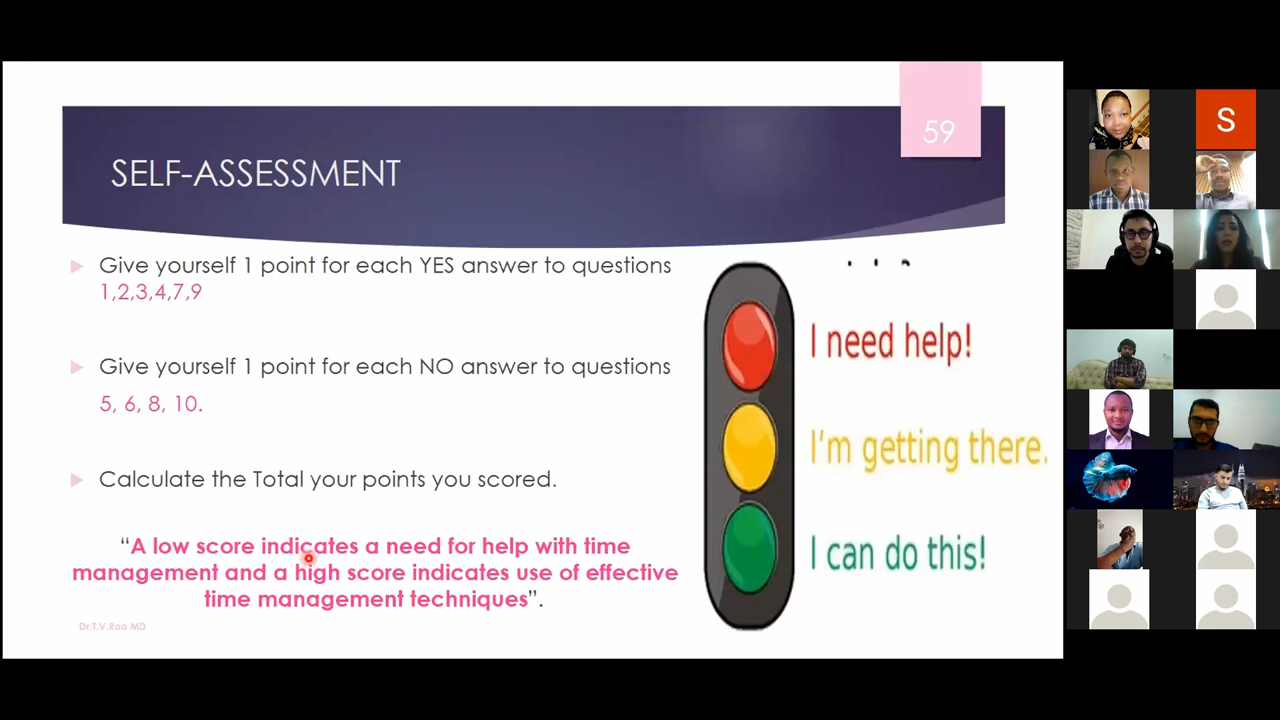 59
SELF-ASSESSMENT
Give yourself 1 point for each YES answer to questions
1,2,3,4,7,9
Give yourself 1 point for each NO answer to questions
5, 6, 8, 10.
Calculate the Total your points you scored.
“A low score indicates a need for help with time
management and a high score indicates use of effective
time management techniques”.
Dr.T.V.Rao MD
I need help!
I'm getting there.
I can do this!
S